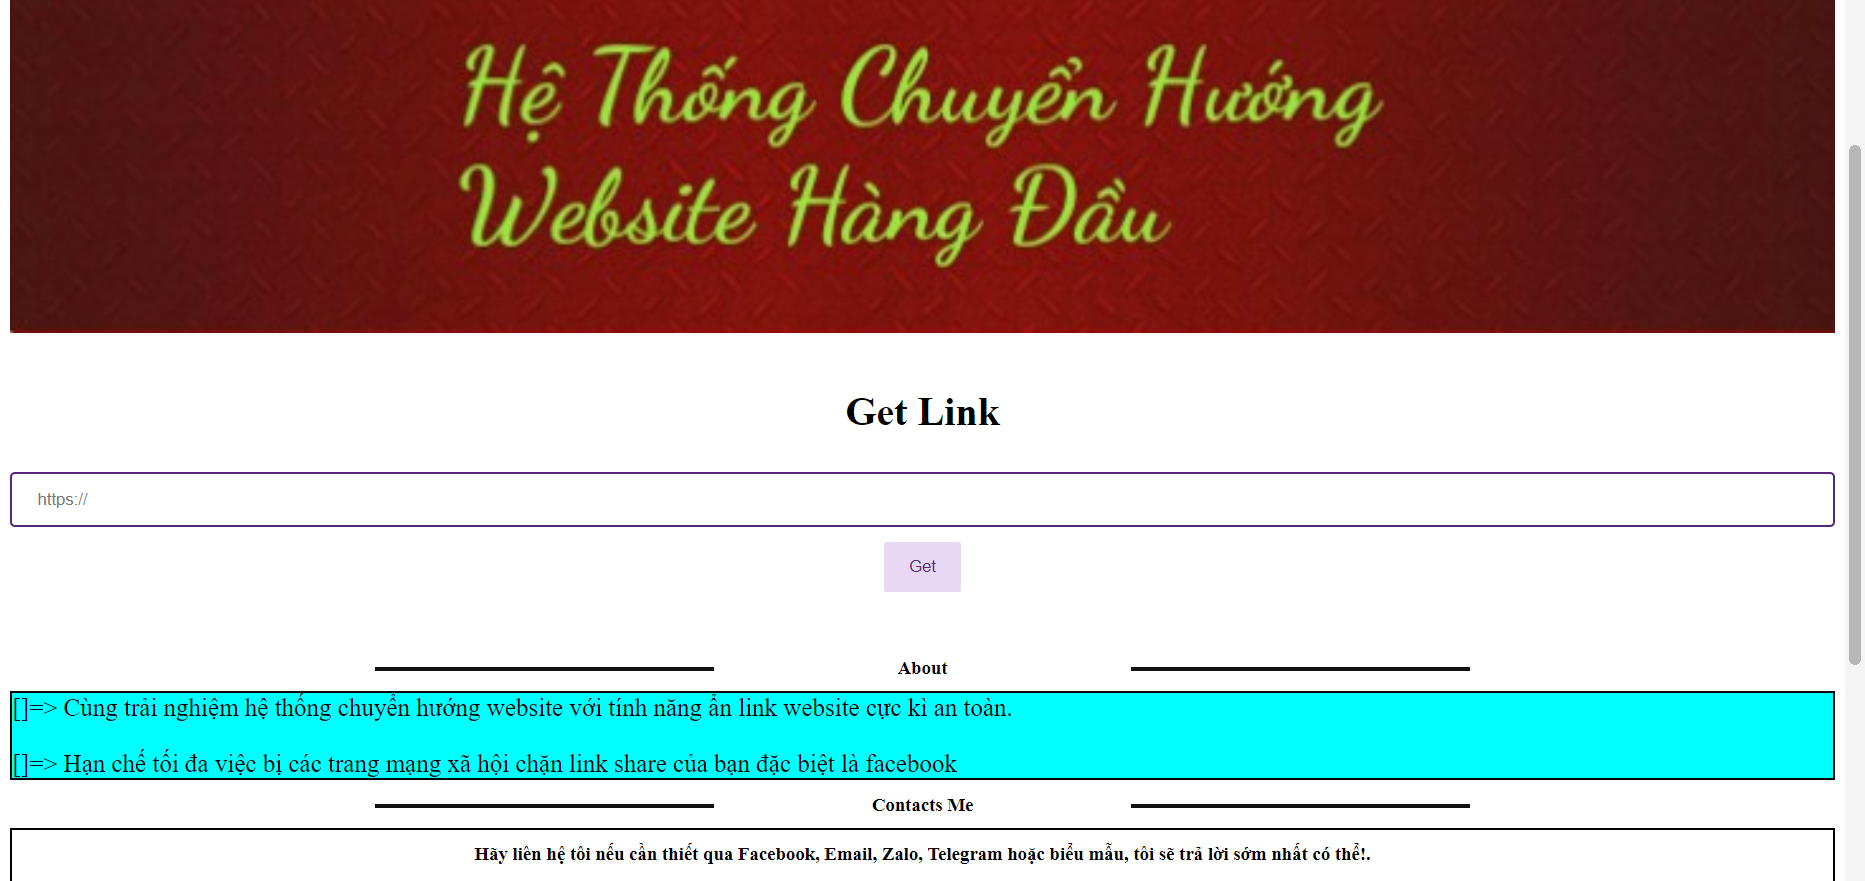 Hệ Thống Chuyển Hướng
Website Hàng Đầu
Get Link
https://
Get
About
[]=> Cùng trải nghiệm hệ thống chuyển hướng website với tính năng ẩn link website cực kì an toàn.
[]=> Hạn chế tối đa việc bị các trang mạng xã hội chặn link share của bạn đặc biệt là facebook
Contacts Me
Hãy liên hệ tôi nếu cần thiết qua Facebook, Email, Zalo, Telegram hoặc biểu mẫu, tôi sẽ trả lời sớm nhất có thể!.